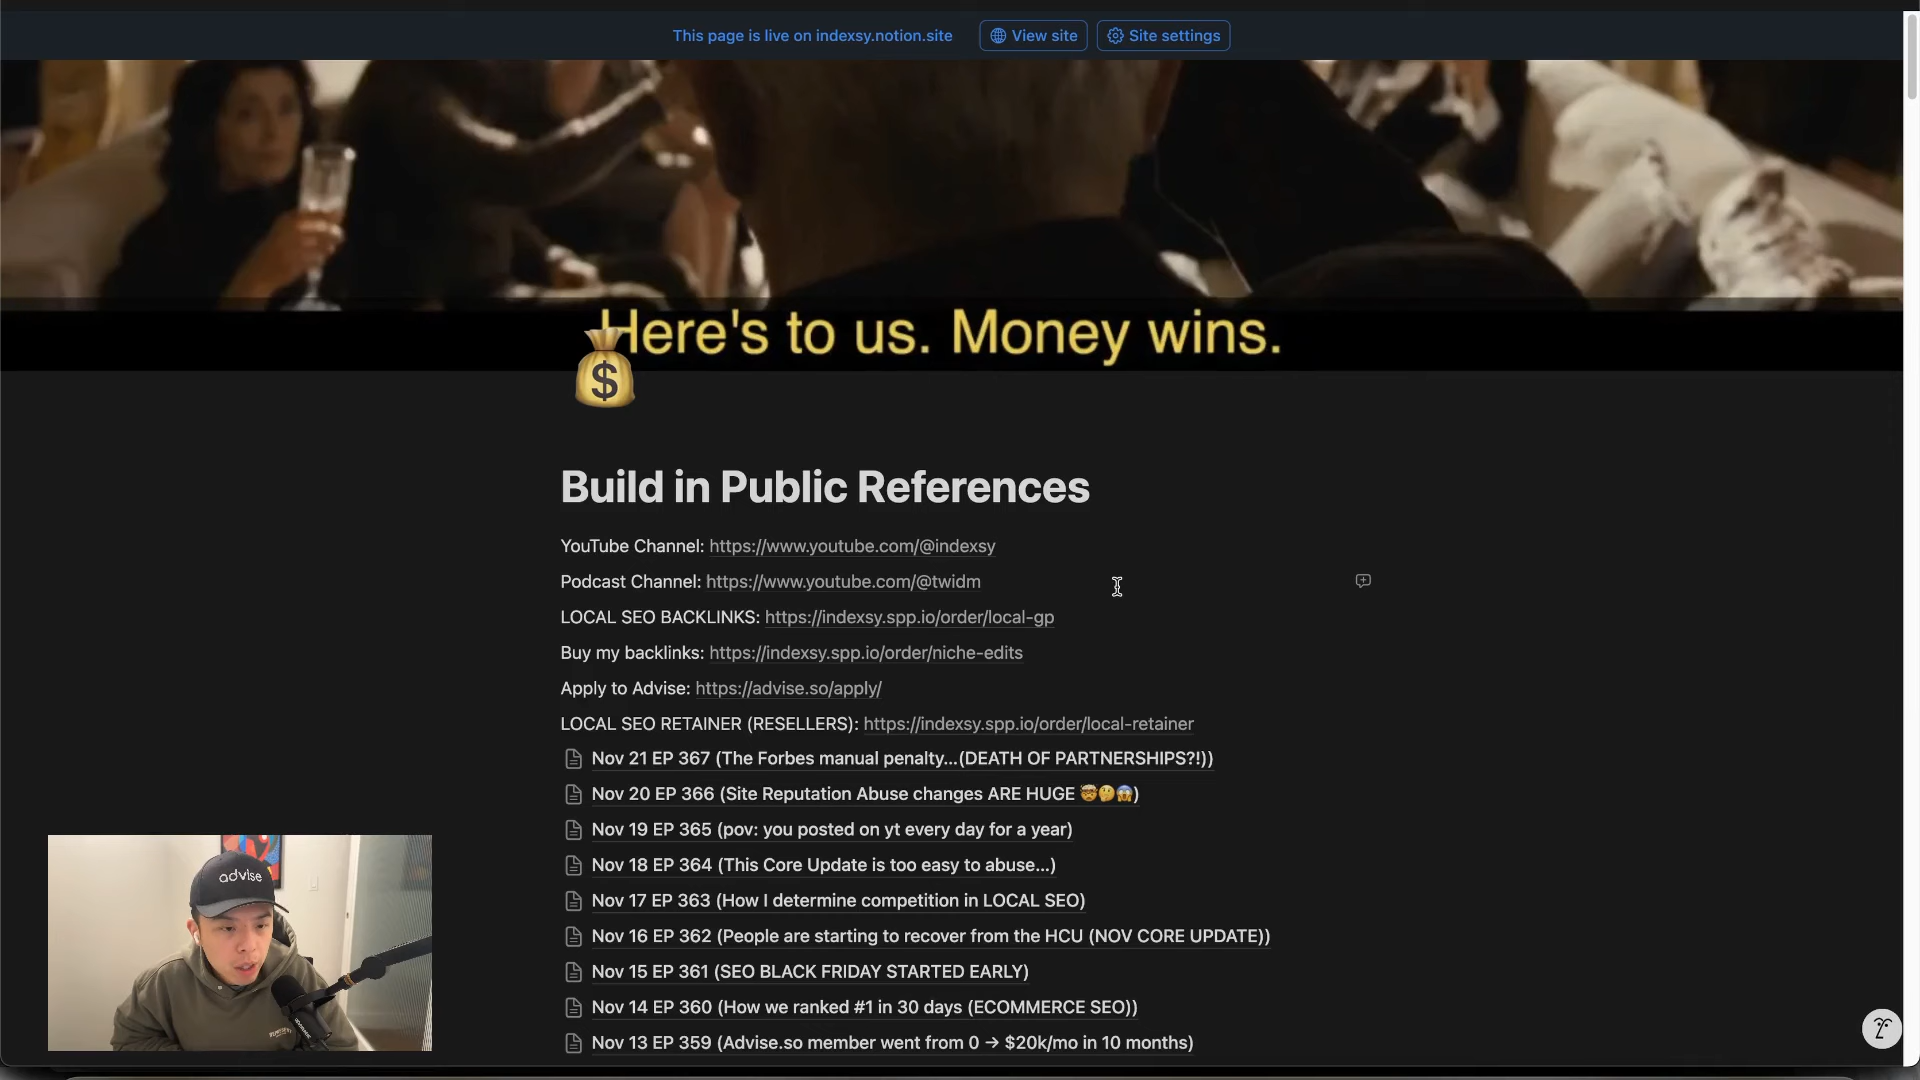 This page is live on indexsy.notion.site View site Site settings
Here's to us. Money wins.
Build in Public References
YouTube Channel: https://www.youtube.com/@indexsy
Podcast Channel: https://www.youtube.com/@twidm
LOCAL SEO BACKLINKS: https://indexsy.spp.io/order/local-gp
Buy my backlinks: https://indexsy.spp.io/order/niche-edits
Apply to Advise: https://advise.so/apply/
LOCAL SEO RETAINER (RESELLERS): https://indexsy.spp.io/order/local-retainer
Nov 21 EP 367 (The Forbes manual penalty...(DEATH OF PARTNERSHIPS?!))
Nov 20 EP 366 (Site Reputation Abuse changes ARE HUGE 🤯🤔😱)
Nov 19 EP 365 (pov: you posted on yt every day for a year)
Nov 18 EP 364 (This Core Update is too easy to abuse...)
Nov 17 EP 363 (How I determine competition in LOCAL SEO)
Nov 16 EP 362 (People are starting to recover from the HCU (NOV CORE UPDATE))
Nov 15 EP 361 (SEO BLACK FRIDAY STARTED EARLY)
Nov 14 EP 360 (How we ranked #1 in 30 days (ECOMMERCE SEO))
Nov 13 EP 359 (Advise.so member went from 0 → $20k/mo in 10 months)
advise